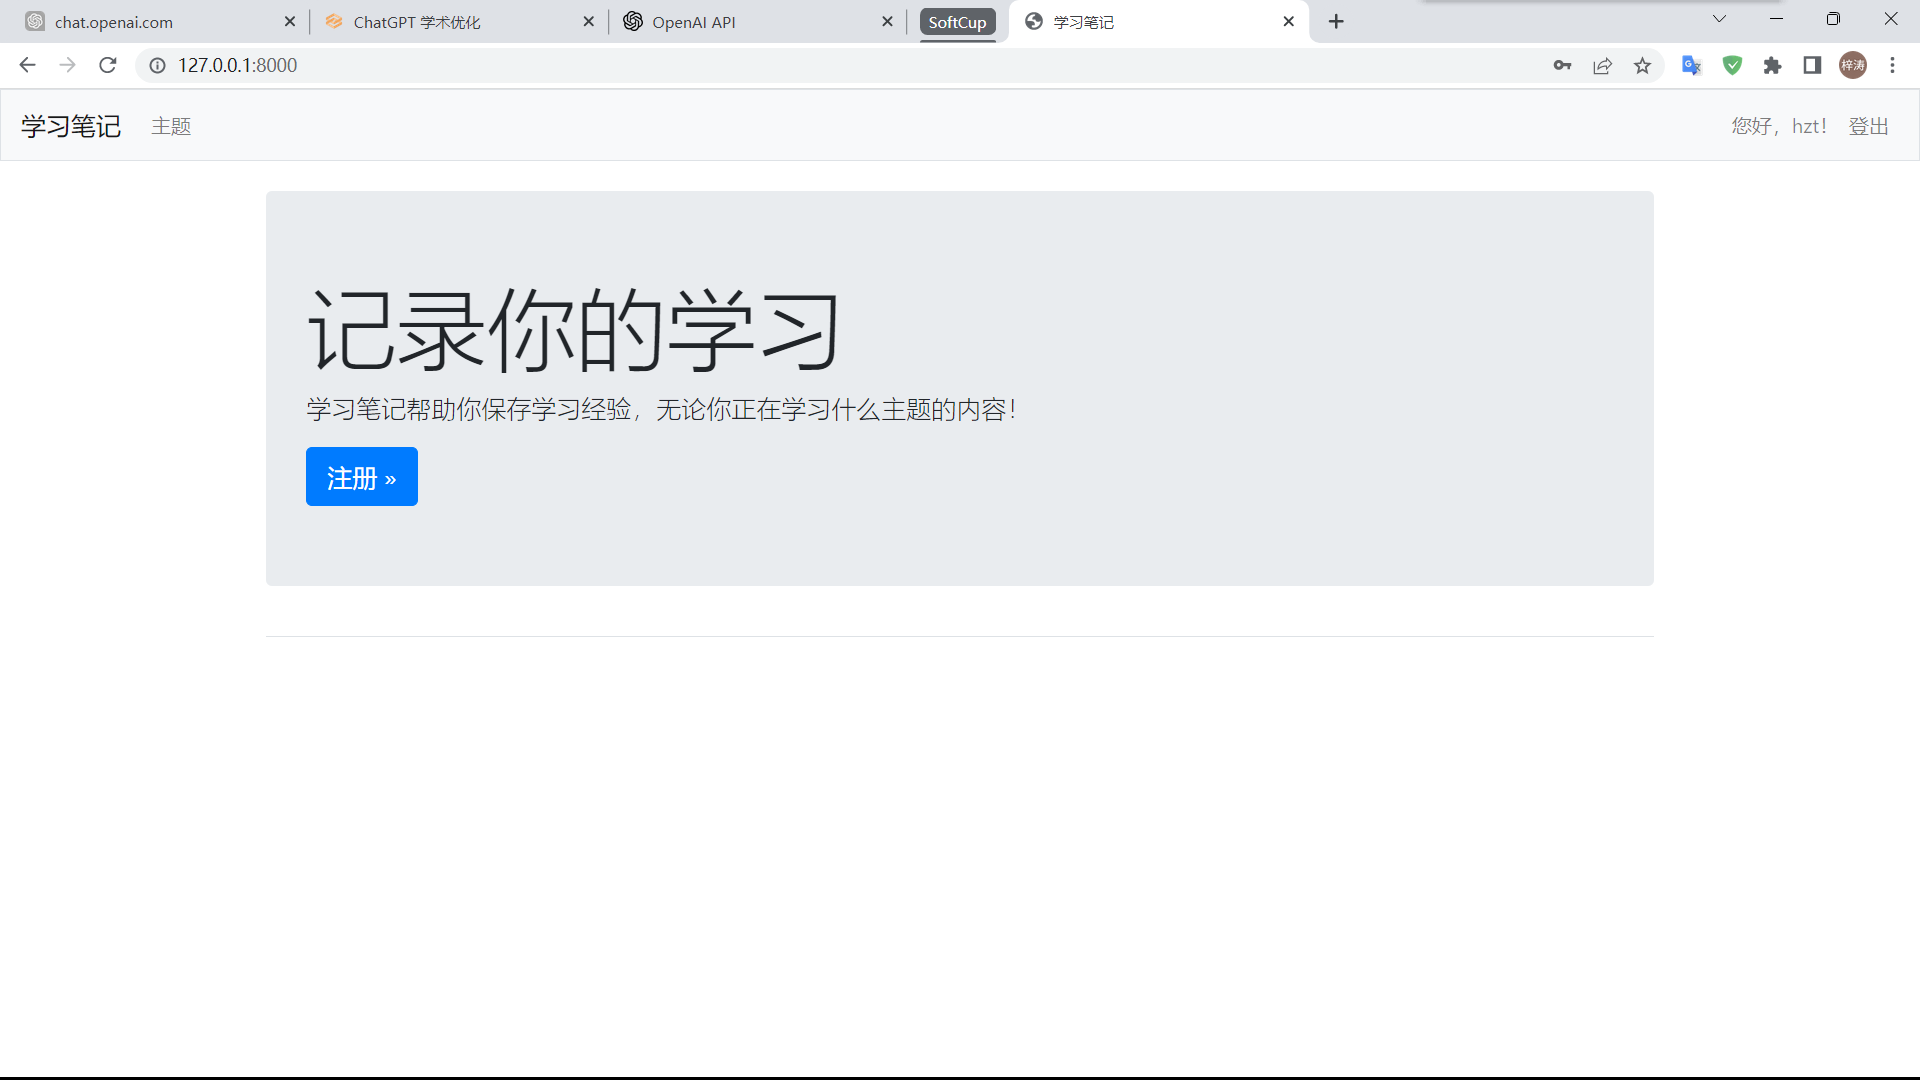 chat.openai.com
ChatGPT 学术优化
OpenAI API
SoftCup
学习笔记
127.0.0.1:8000
梓涛
学习笔记 主题 您好，hzt！ 登出
记录你的学习
学习笔记帮助你保存学习经验，无论你正在学习什么主题的内容！
注册 »